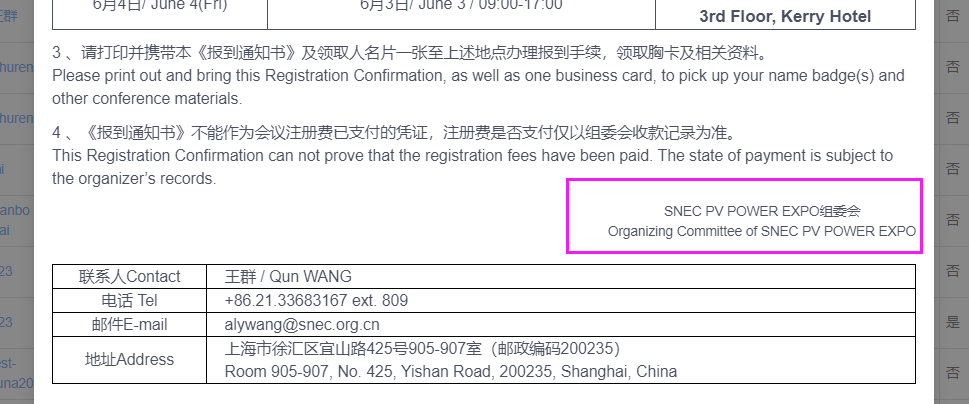 王群
6月4日/ June 4(Fri)
6月3日/ June 3 / 09:00-17:00
3rd Floor, Kerry Hotel
否
3 、请打印并携带本《报到通知书》及领取人名片一张至上述地点办理报到手续，领取胸卡及相关资料。
huren
否
Please print out and bring this Registration Confirmation, as well as one business card, to pick up your name badge(s) and
other conference materials.
huren
否
4 、《报到通知书》不能作为会议注册费已支付的凭证，注册费是否支付仅以组委会收款记录为准。
This Registration Confirmation can not prove that the registration fees have been paid. The state of payment is subject to
否
the organizer’s records.
anbo
SNEC PV POWER EXPO组委会
否
ai
Organizing Committee of SNEC PV POWER EXPO
23
联系人Contact 王群 / Qun WANG
否
电话 Tel +86.21.33683167 ext. 809
23
邮件E-mail alywang@snec.org.cn
是
地址Address 上海市徐汇区宜山路425号905-907室（邮政编码200235）
Room 905-907, No. 425, Yishan Road, 200235, Shanghai, China
est-
una20
否